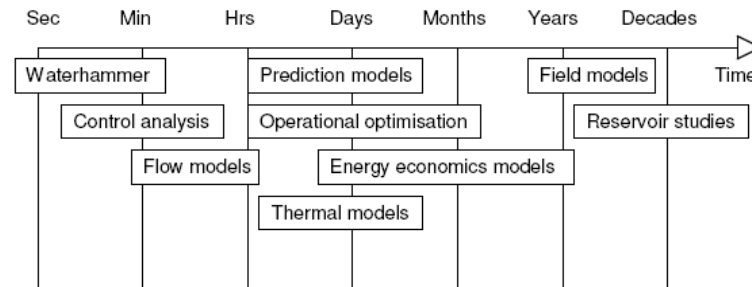 Sec Min Hrs Days Months Years Decades
Time
Waterhammer Prediction models Field models
Control analysis Operational optimisation Reservoir studies
Flow models Energy economics models
Thermal models